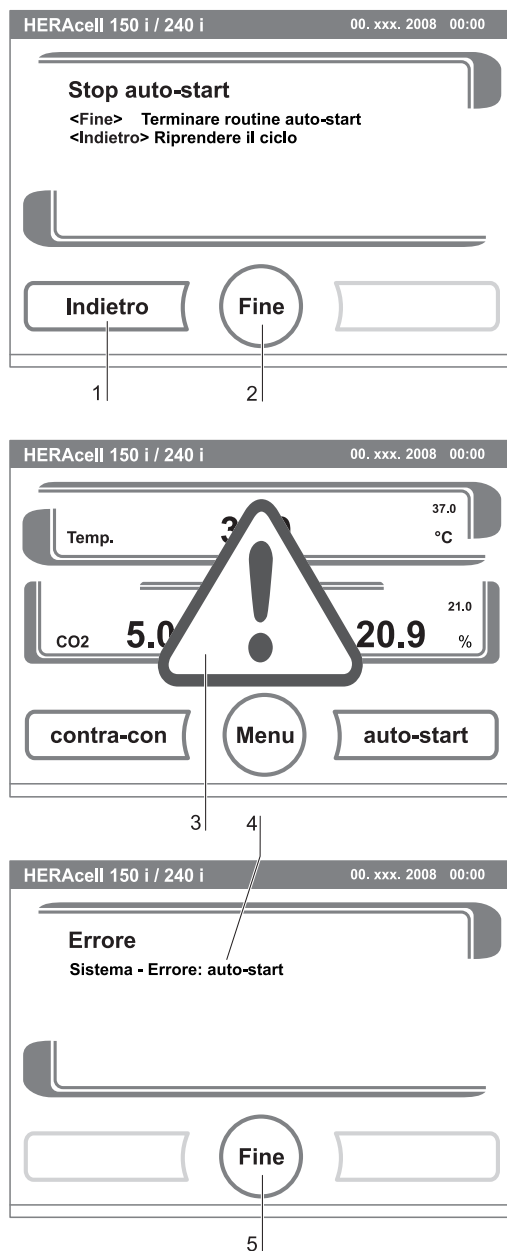 HERAcell 150 i / 240 i 00. xxx. 2008 00:00
Stop auto-start
<Fine> Terminare routine auto-start
<Indietro> Riprendere il ciclo
Indietro Fine
1 2
HERAcell 150 i / 240 i 00. xxx. 2008 00:00
37.0
Temp. °C
21.0
CO2 5.0 20.9 %
contra-con Menu auto-start
3 4
HERAcell 150 i / 240 i 00. xxx. 2008 00:00
Errore
Sistema - Errore: auto-start
Fine
5